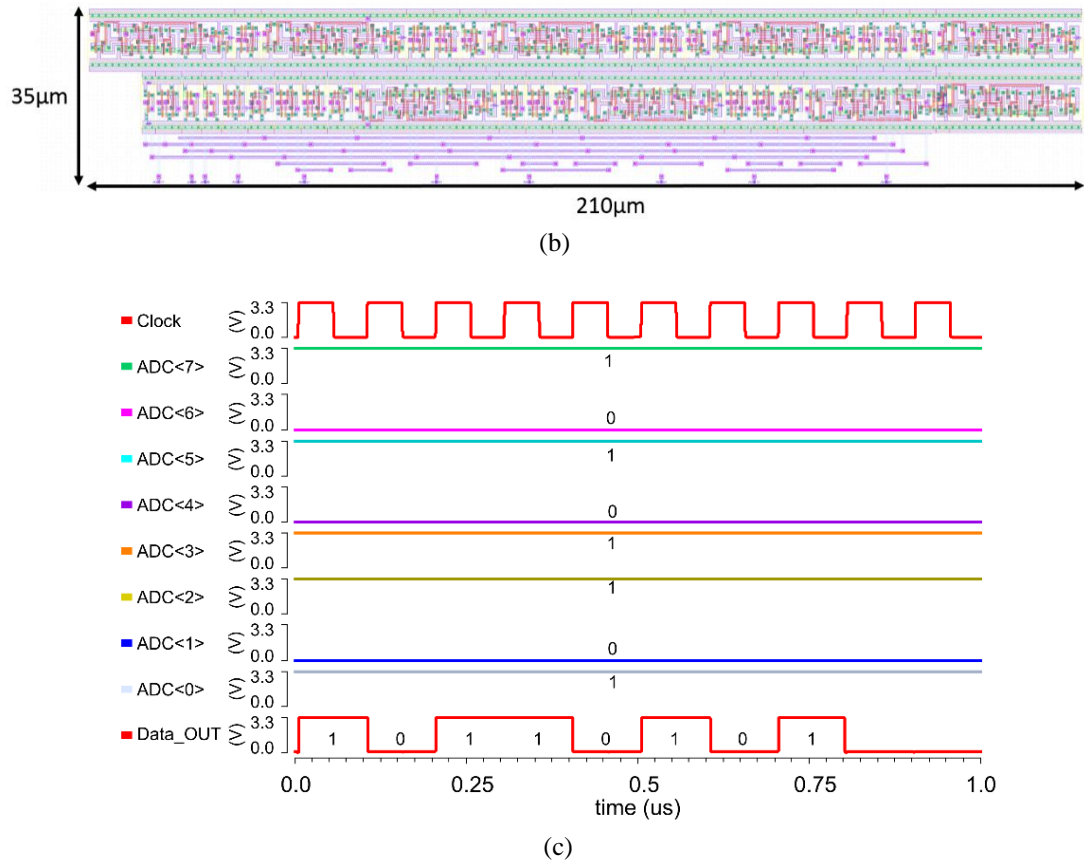 35μm
210μm
(b)
Clock (V) 3.3 0.0
ADC<7> (V) 3.3 0.0 1
ADC<6> (V) 3.3 0.0 0
ADC<5> (V) 3.3 0.0 1
ADC<4> (V) 3.3 0.0 0
ADC<3> (V) 3.3 0.0 1
ADC<2> (V) 3.3 0.0 1
ADC<1> (V) 3.3 0.0 0
ADC<0> (V) 3.3 0.0 1
Data_OUT (V) 3.3 0.0 1 0 1 1 0 1 0 1
0.0 0.25 0.5 0.75 1.0
time (us)
(c)